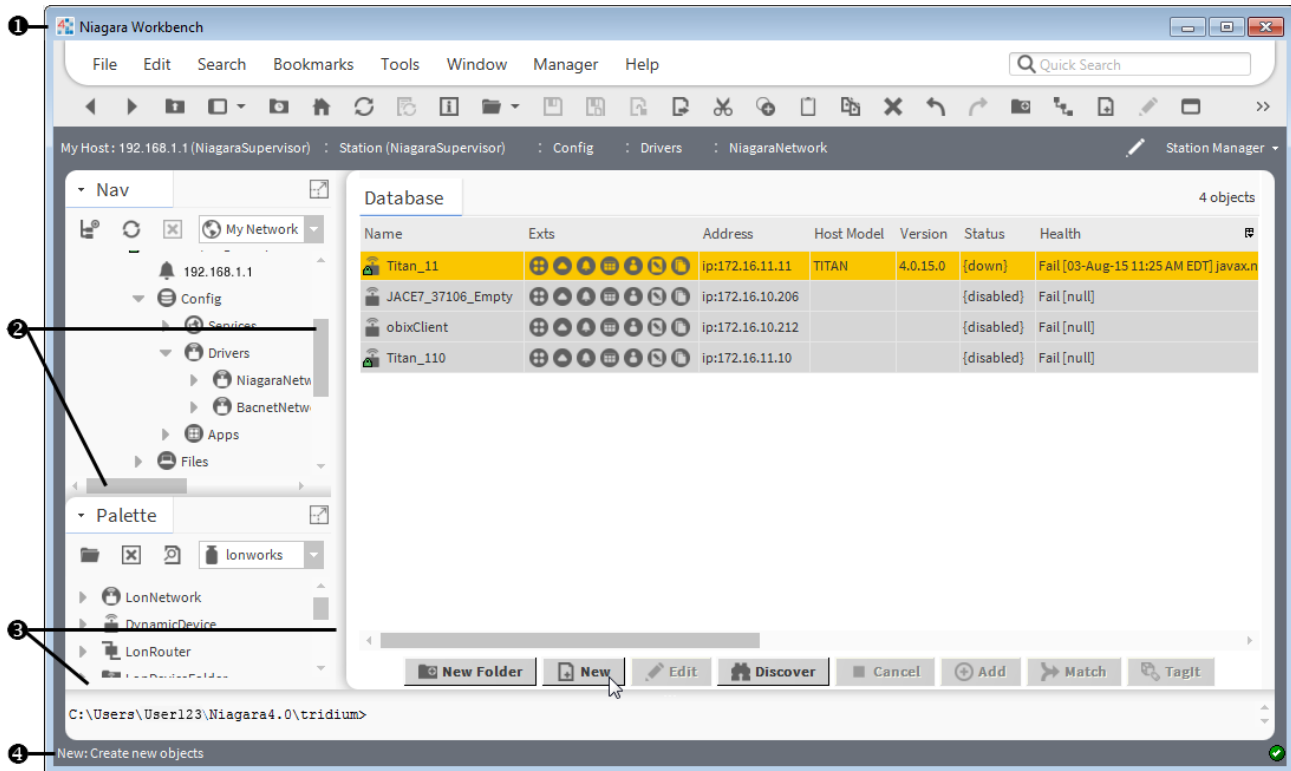 ❶ Niagara Workbench
File Edit Search Bookmarks Tools Window Manager Help Quick Search
My Host : 192.168.1.1 (NiagaraSupervisor) : Station (NiagaraSupervisor) : Config : Drivers : NiagaraNetwork Station Manager
Nav
My Network
192.168.1.1
Config
Services
Drivers
NiagaraNetw
BacnetNetw
Apps
Files
❷
Palette
lonworks
LonNetwork
DynamicDevice
LonRouter
❸
Database 4 objects
Name Exts Address Host Model Version Status Health
Titan_11 ip:172.16.11.11 TITAN 4.0.15.0 {down} Fail [03-Aug-15 11:25 AM EDT] javax.n
JACE7_37106_Empty ip:172.16.10.206 {disabled} Fail [null]
obixClient ip:172.16.10.212 {disabled} Fail [null]
Titan_110 ip:172.16.11.10 {disabled} Fail [null]
New Folder New Edit Discover Cancel Add Match TagIt
C:\Users\User123\Niagara4.0\tridium>
❹ New: Create new objects